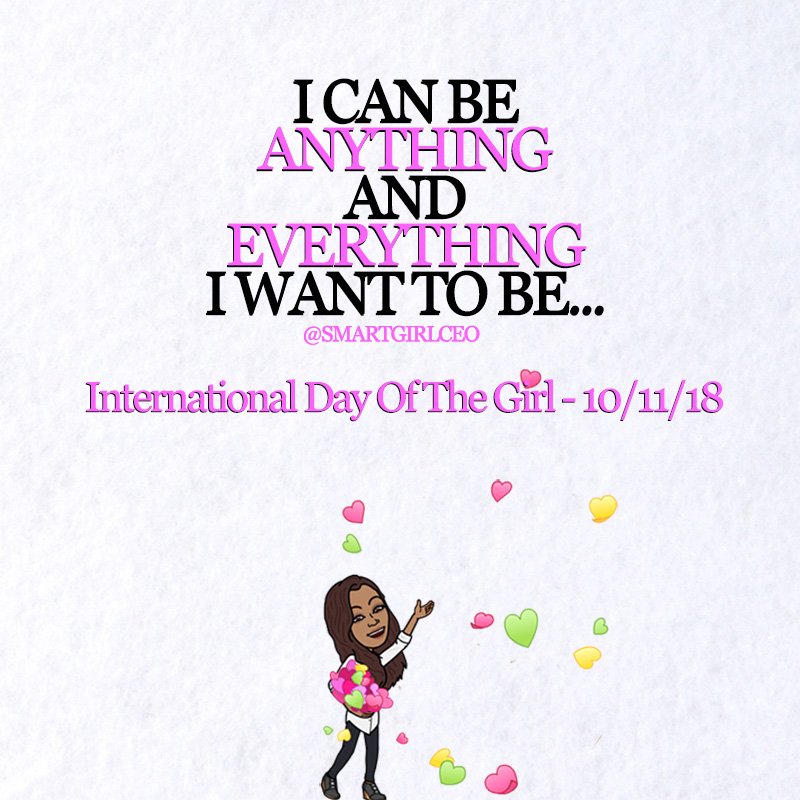 I CAN BE
ANYTHING
AND
EVERYTHING
I WANT TO BE...
@SMARTGIRLCEO
International Day Of The Girl - 10/11/18